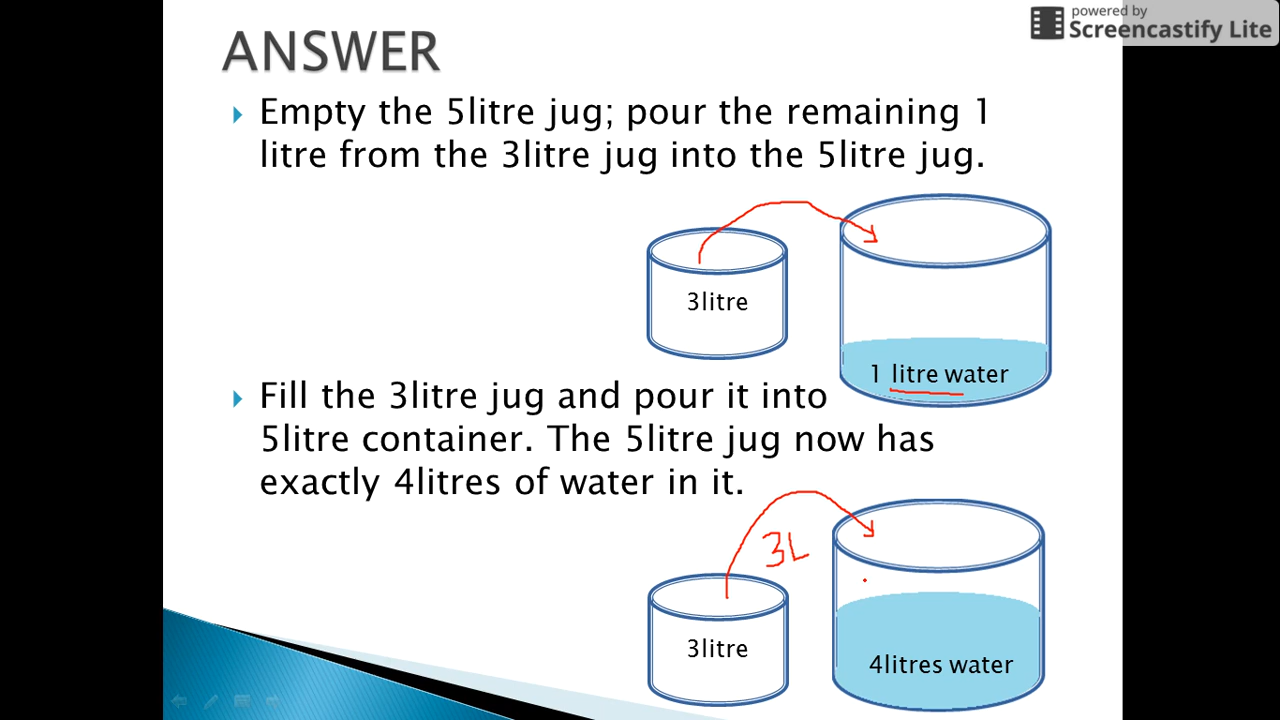 powered by
Screencastify Lite
ANSWER
Empty the 5litre jug; pour the remaining 1
litre from the 3litre jug into the 5litre jug.
3litre
1 litre water
Fill the 3litre jug and pour it into
5litre container. The 5litre jug now has
exactly 4litres of water in it.
3L
3litre
4litres water